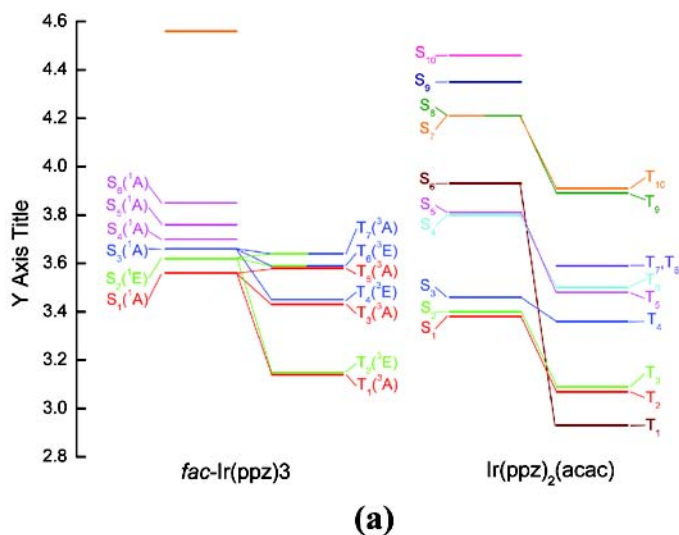 4.6
4.4
4.2
4.0
3.8
3.6
3.4
3.2
3.0
2.8
Y Axis Title
S₆(¹A)
S₅(¹A)
S₄(¹A)
S₃(¹A)
S₂(¹E)
S₁(¹A)
T₇(³A)
T₆(³E)
T₅(³A)
T₄(³E)
T₃(³A)
T₂(³E)
T₁(³A)
S₁₀
S₉
S₈
S₇
S₆
S₅
S₄
S₃
S₂
S₁
T₁₀
T₉
T₇,T₈
T₅
T₄
T₃
T₂
T₁
fac-Ir(ppz)3
Ir(ppz)₂(acac)
(a)